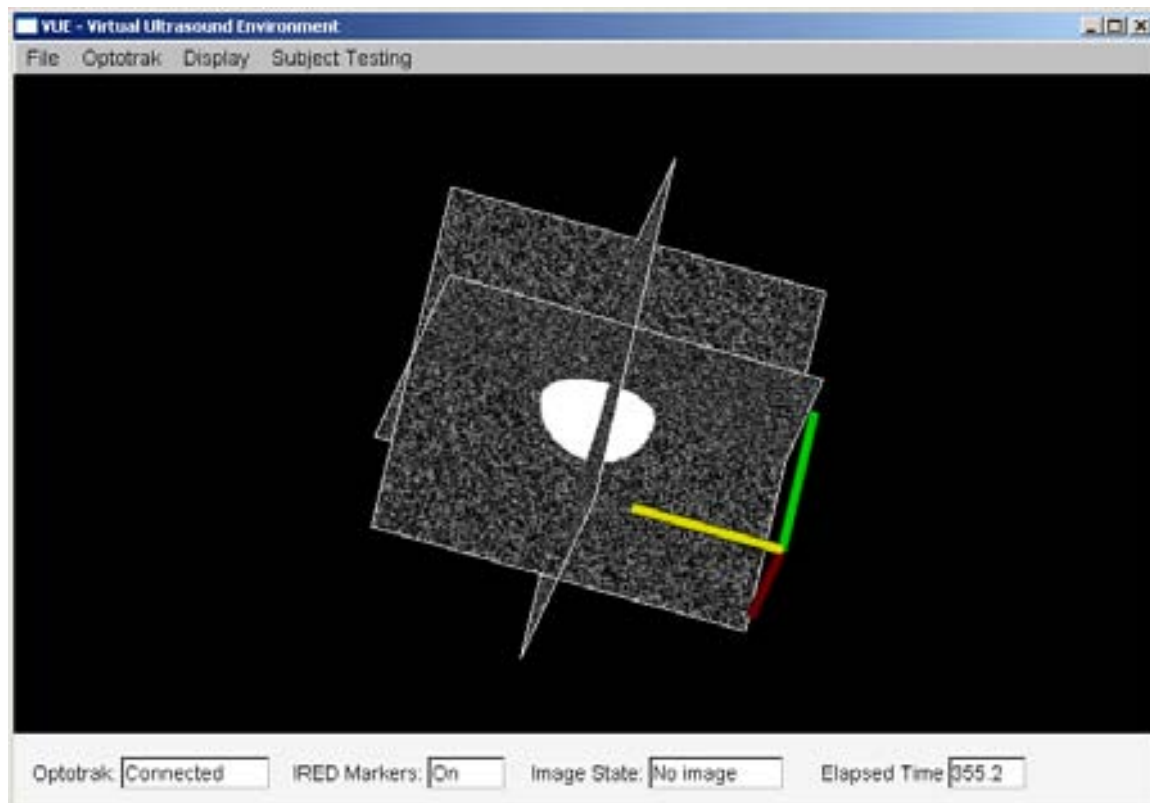 VUE - Virtual Ultrasound Environment
File Optotrak Display Subject Testing
Optotrak: Connected IRED Markers: On Image State: No image Elapsed Time 355.2